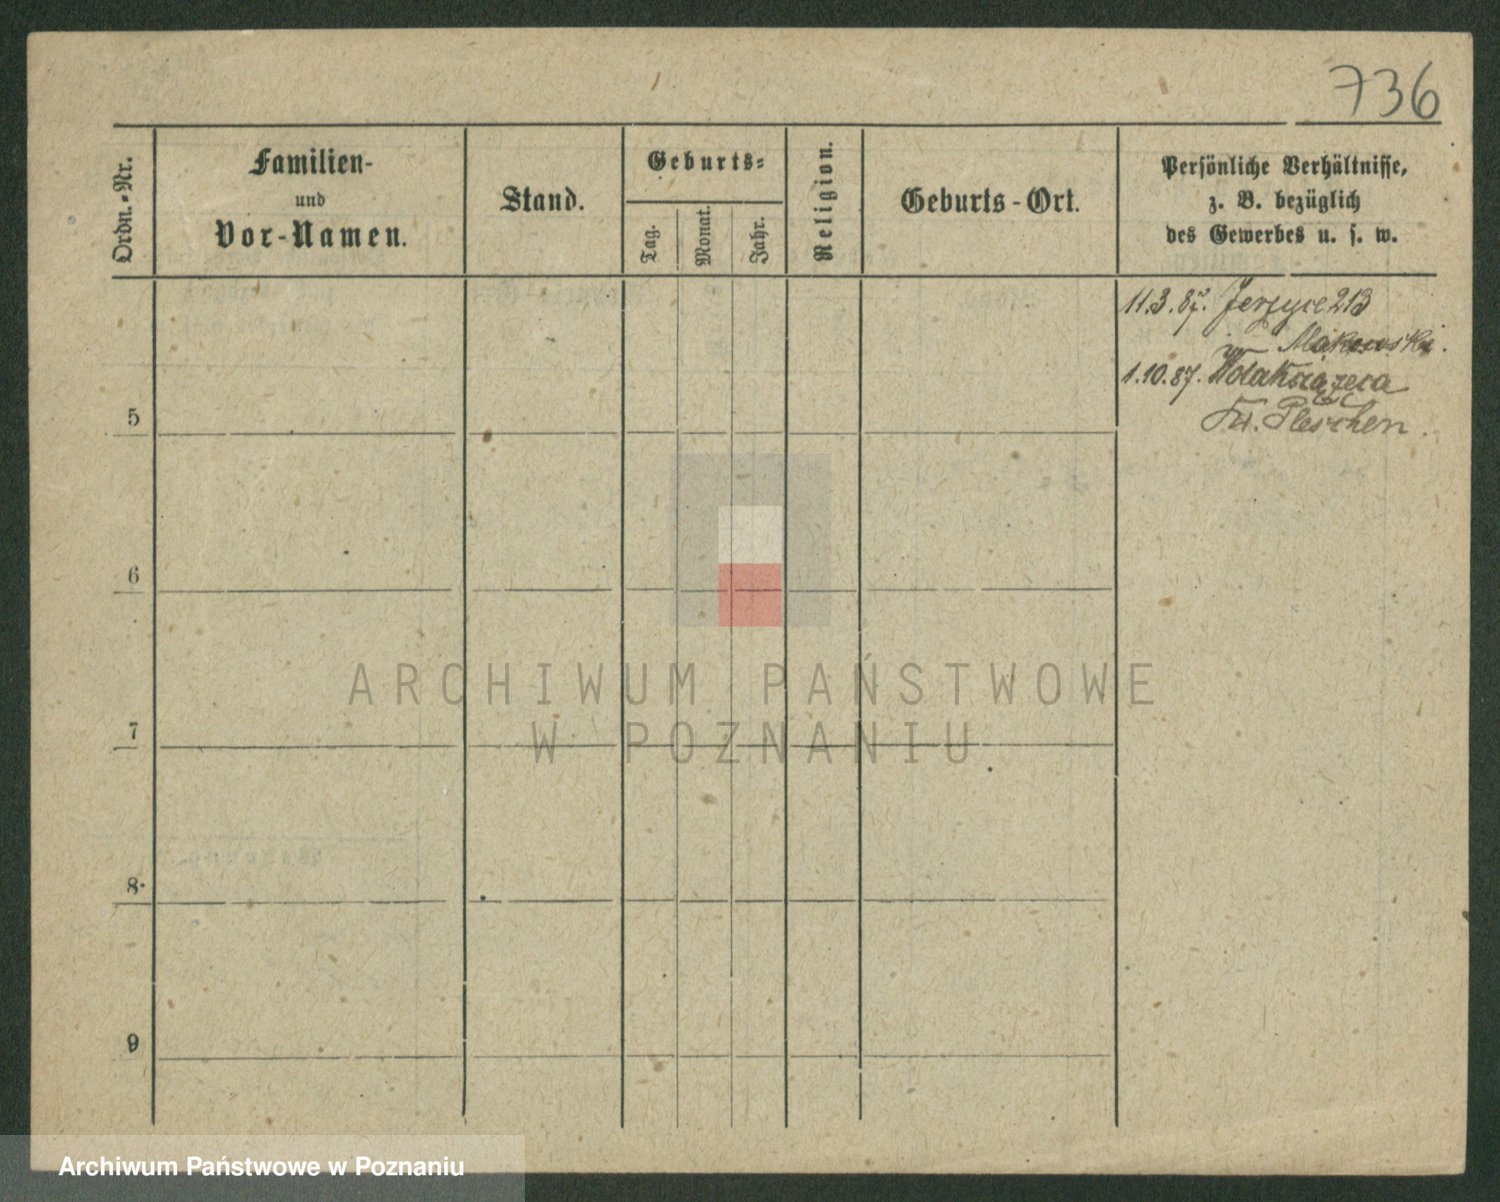 736
Ordn.-Nr.
Familien-
und
Vor-Namen.
Stand.
Geburts-
Tag.
Monat.
Jahr.
Religion.
Geburts-Ort.
Persönliche Verhältnisse,
z. B. bezüglich
des Gewerbes u. s. w.
11.3.87. Jerzyce 213
Makowski.
1.10.87. Wolaksiążęca
Kr. Pleschen.
5
6
7
8
9
ARCHIWUM PAŃSTWOWE
W POZNANIU
Archiwum Państwowe w Poznaniu